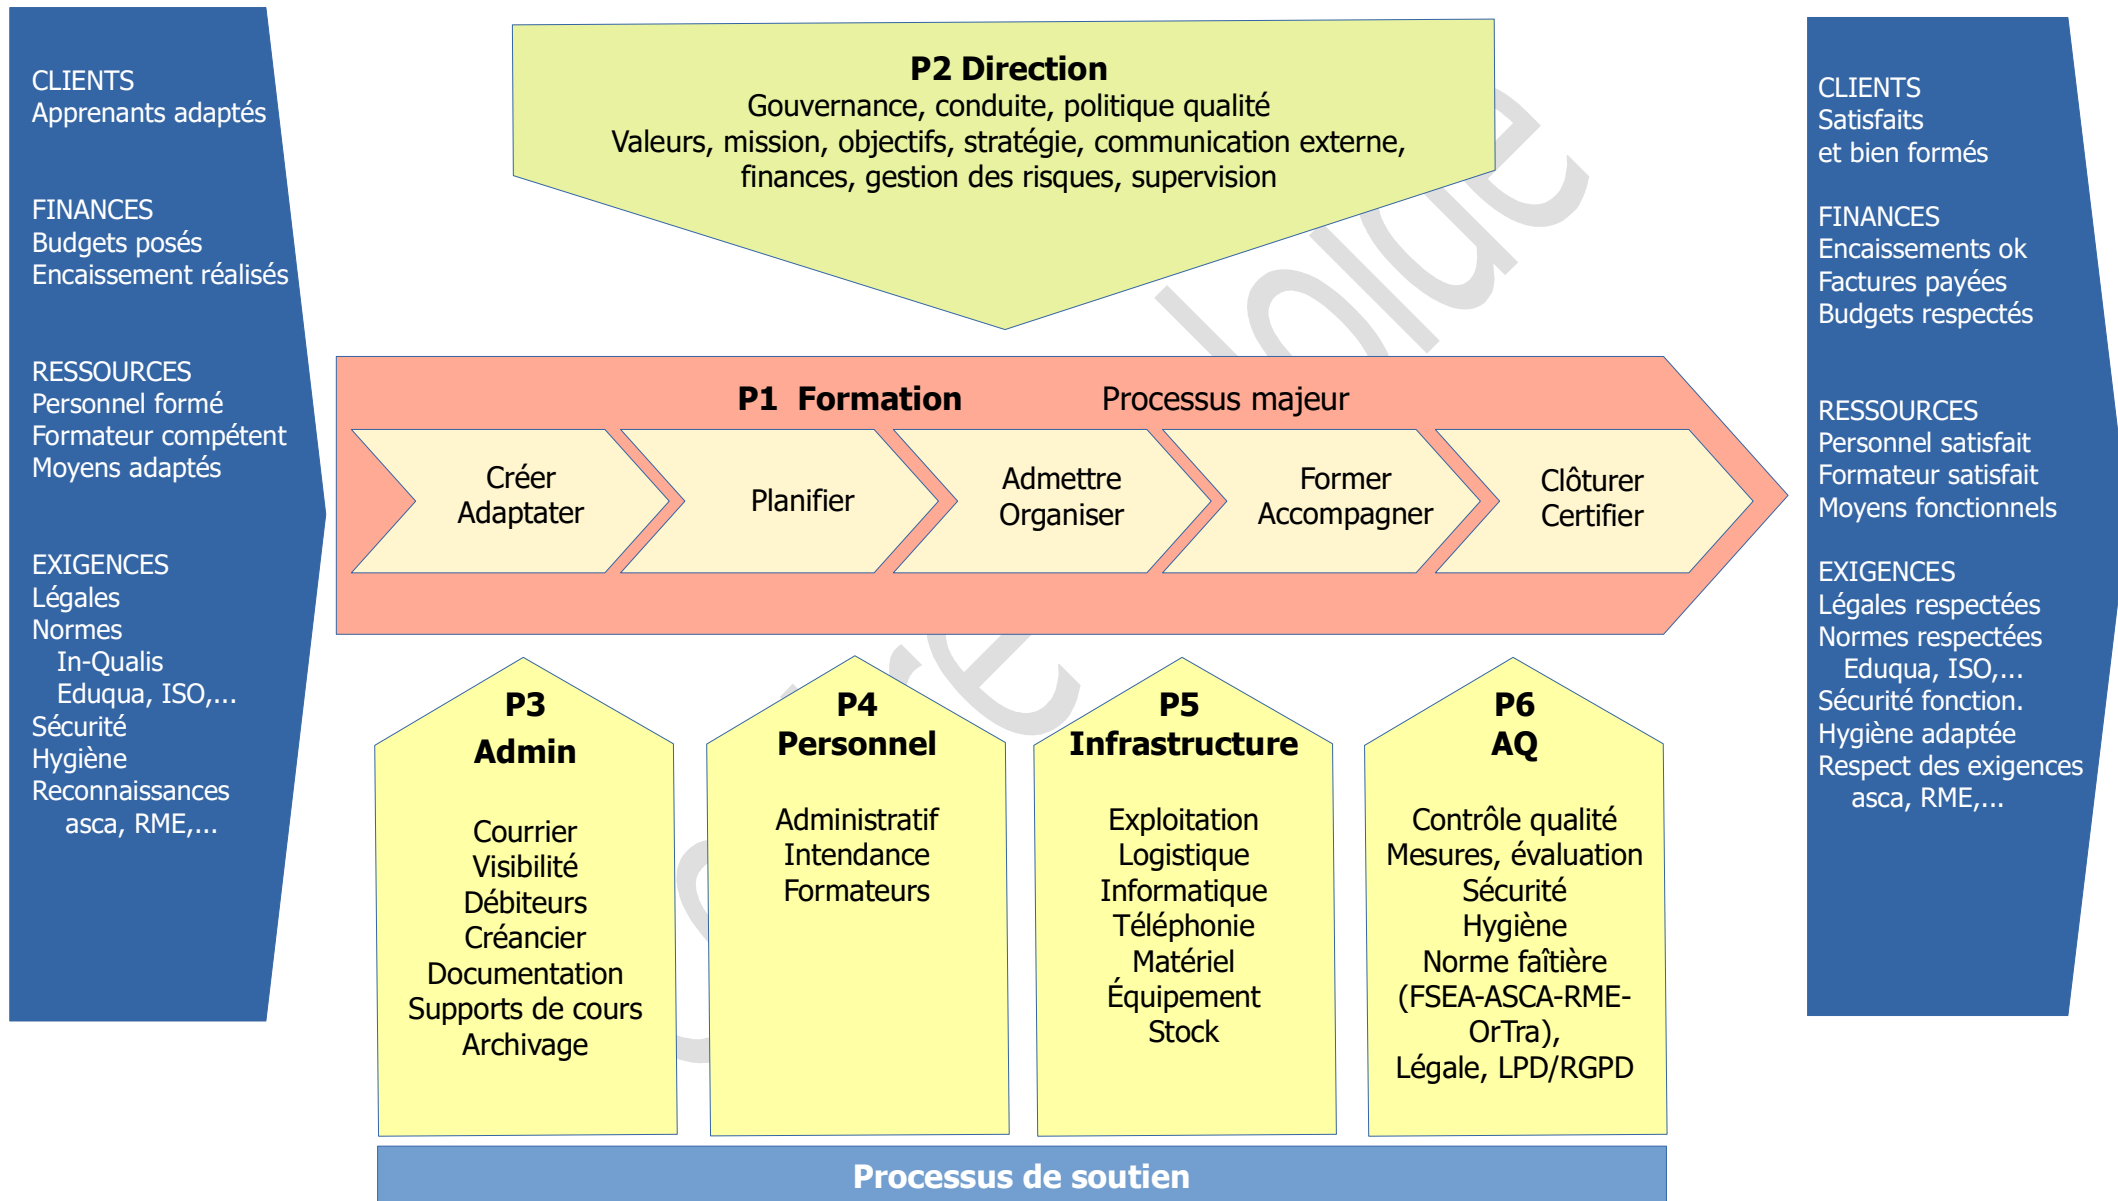 CLIENTS
Apprenants adaptés
FINANCES
Budgets posés
Encaissement réalisés
RESSOURCES
Personnel formé
Formateur compétent
Moyens adaptés
EXIGENCES
Légales
Normes
In-Qualis
Eduqua, ISO,...
Sécurité
Hygiène
Reconnaissances
asca, RME,...
P2 Direction
Gouvernance, conduite, politique qualité
Valeurs, mission, objectifs, stratégie, communication externe,
finances, gestion des risques, supervision
P1 Formation Processus majeur
Créer
Adaptater
Planifier
Admettre
Organiser
Former
Accompagner
Clôturer
Certifier
P3
Admin
Courrier
Visibilité
Débiteurs
Créancier
Documentation
Supports de cours
Archivage
P4
Personnel
Administratif
Intendance
Formateurs
P5
Infrastructure
Exploitation
Logistique
Informatique
Téléphonie
Matériel
Équipement
Stock
P6
AQ
Contrôle qualité
Mesures, évaluation
Sécurité
Hygiène
Norme faîtière
(FSEA-ASCA-RME-
OrTra),
Légale, LPD/RGPD
Processus de soutien
CLIENTS
Satisfaits
et bien formés
FINANCES
Encaissements ok
Factures payées
Budgets respectés
RESSOURCES
Personnel satisfait
Formateur satisfait
Moyens fonctionnels
EXIGENCES
Légales respectées
Normes respectées
Eduqua, ISO,...
Sécurité fonction.
Hygiène adaptée
Respect des exigences
asca, RME,...